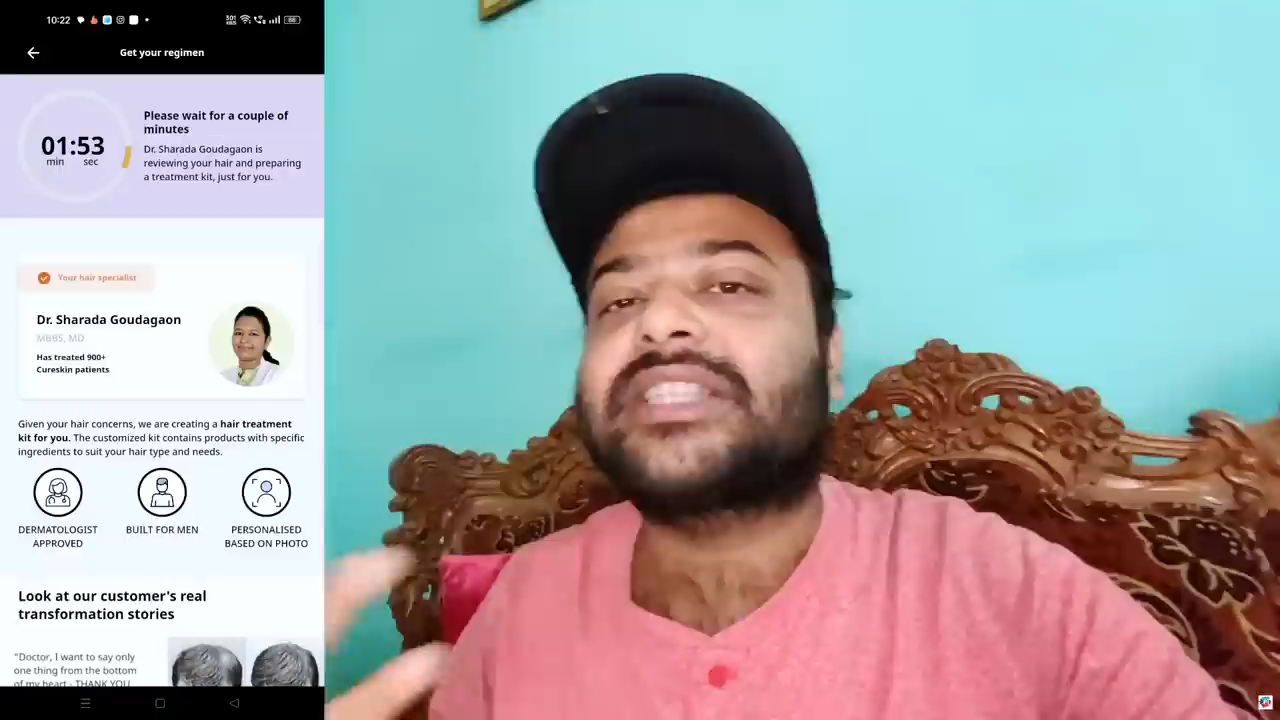 10:22
301
KB/S
88
Get your regimen
01:53
min sec
Please wait for a couple of
minutes
Dr. Sharada Goudagaon is
reviewing your hair and preparing
a treatment kit, just for you.
Your hair specialist
Dr. Sharada Goudagaon
MBBS, MD
Has treated 900+
Cureskin patients
Given your hair concerns, we are creating a hair treatment
kit for you. The customized kit contains products with specific
ingredients to suit your hair type and needs.
DERMATOLOGIST
APPROVED
BUILT FOR MEN
PERSONALISED
BASED ON PHOTO
Look at our customer's real
transformation stories
"Doctor, I want to say only
one thing from the bottom
of my heart - THANK YOU